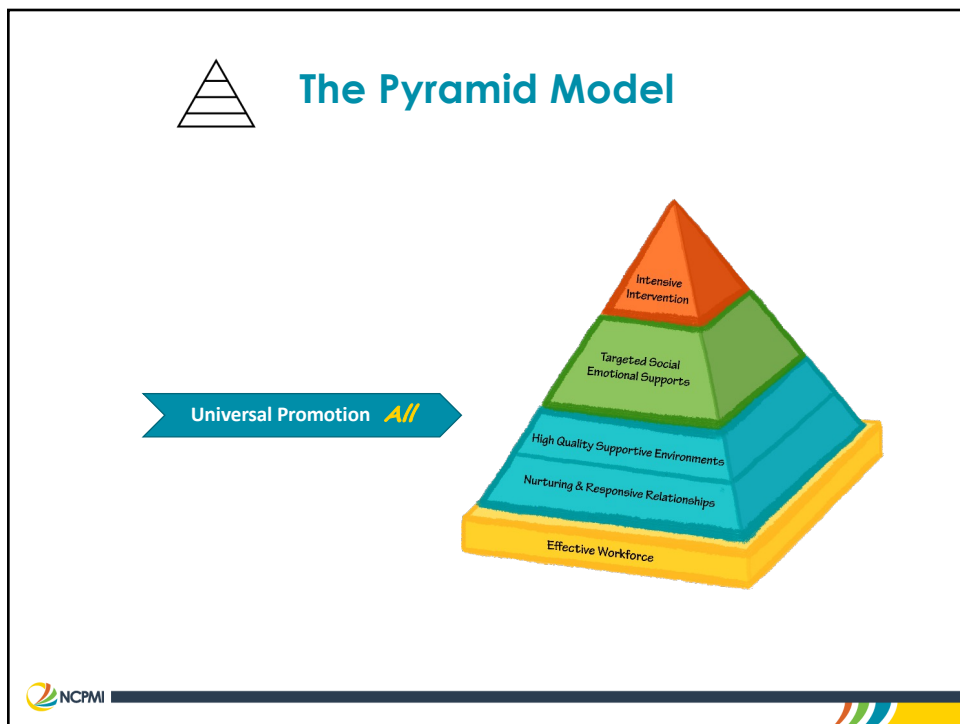 The Pyramid Model
Intensive
Intervention
Targeted Social
Emotional Supports
Universal Promotion All
High Quality Supportive Environments
Nurturing & Responsive Relationships
Effective Workforce
NCPMI